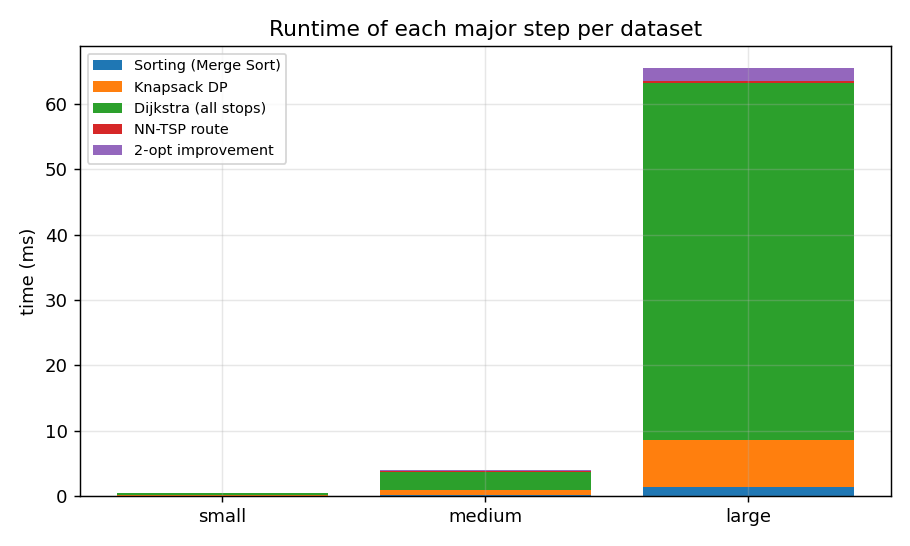 Runtime of each major step per dataset
Sorting (Merge Sort)
Knapsack DP
Dijkstra (all stops)
NN-TSP route
2-opt improvement
time (ms)
60
50
40
30
20
10
0
small medium large